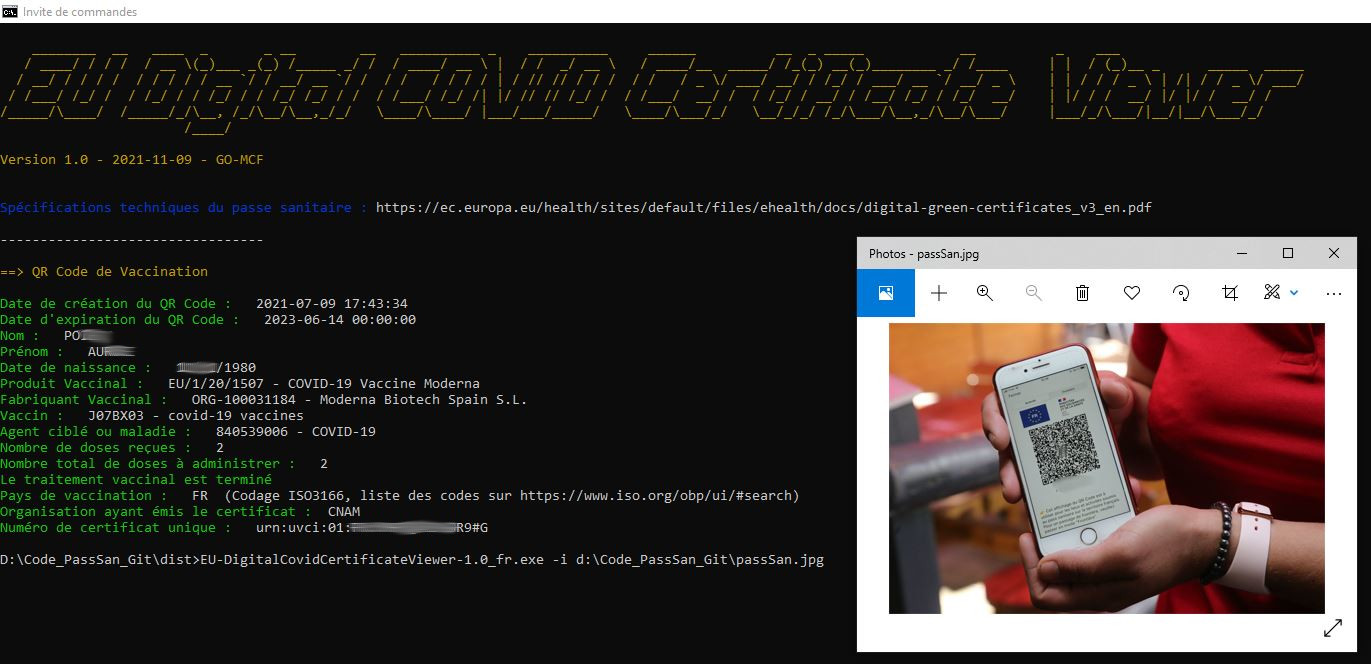 Invite de commandes
EU Digital COVID Certificate Viewer
Version 1.0 - 2021-11-09 - GO-MCF
Spécifications techniques du passe sanitaire : https://ec.europa.eu/health/sites/default/files/ehealth/docs/digital-green-certificates_v3_en.pdf
---------------------------------
==> QR Code de Vaccination
Date de création du QR Code : 2021-07-09 17:43:34
Date d'expiration du QR Code : 2023-06-14 00:00:00
Nom : PO
Prénom : AU
Date de naissance : /1980
Produit Vaccinal : EU/1/20/1507 - COVID-19 Vaccine Moderna
Fabriquant Vaccinal : ORG-100031184 - Moderna Biotech Spain S.L.
Vaccin : J07BX03 - covid-19 vaccines
Agent ciblé ou maladie : 840539006 - COVID-19
Nombre de doses reçues : 2
Nombre total de doses à administrer : 2
Le traitement vaccinal est terminé
Pays de vaccination : FR (Codage ISO3166, liste des codes sur https://www.iso.org/obp/ui/#search)
Organisation ayant émis le certificat : CNAM
Numéro de certificat unique : urn:uvci:01: R9#G
D:\Code_PassSan_Git\dist>EU-DigitalCovidCertificateViewer-1.0_fr.exe -i d:\Code_PassSan_Git\passSan.jpg
Photos - passSan.jpg
FR